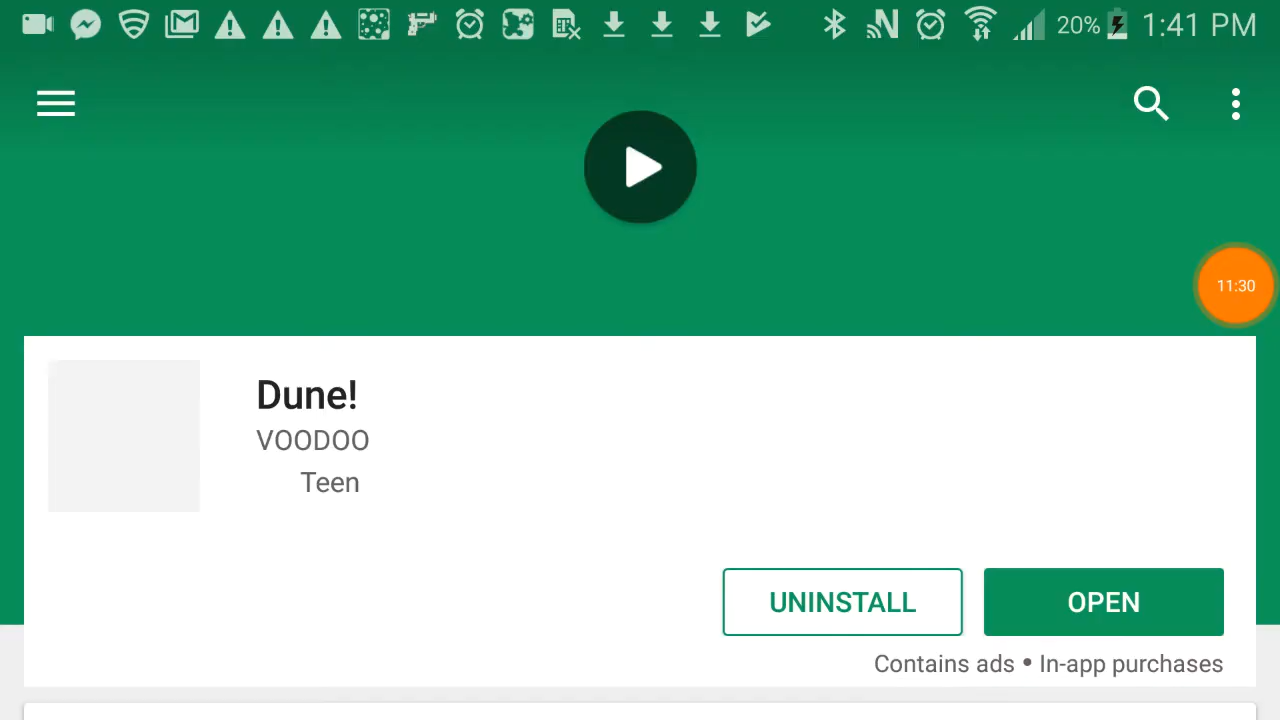 20% 1:41 PM
11:30
Dune!
VOODOO
Teen
UNINSTALL OPEN
Contains ads • In-app purchases